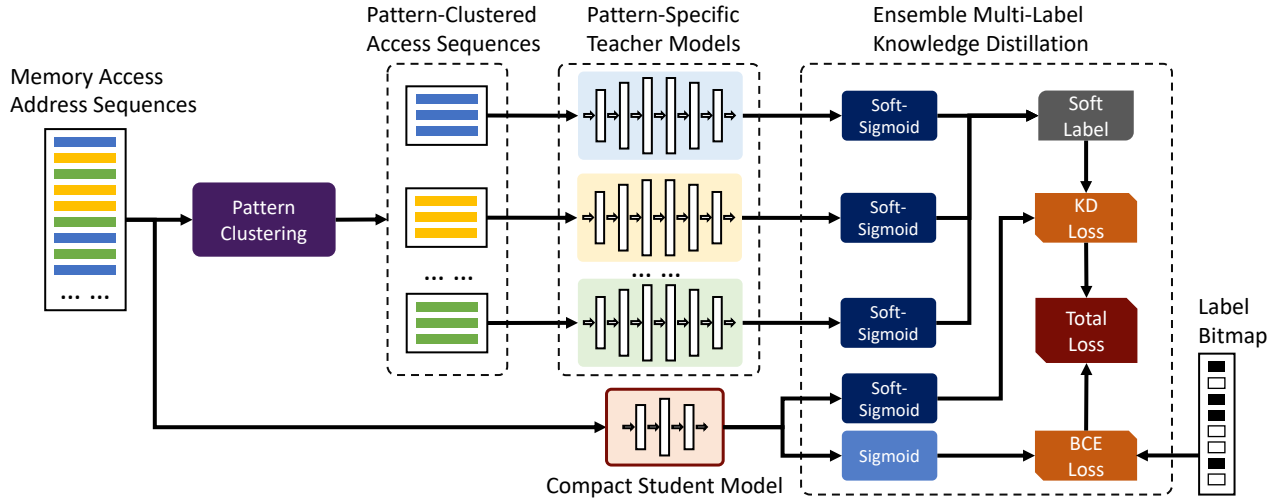 Pattern-Clustered
Access Sequences
Pattern-Specific
Teacher Models
Ensemble Multi-Label
Knowledge Distillation
Memory Access
Address Sequences
Soft-
Sigmoid
Soft
Label
Pattern
Clustering
Soft-
Sigmoid
KD
Loss
... ...
... ...
... ...
Soft-
Sigmoid
Total
Loss
Label
Bitmap
Soft-
Sigmoid
Sigmoid
BCE
Loss
Compact Student Model